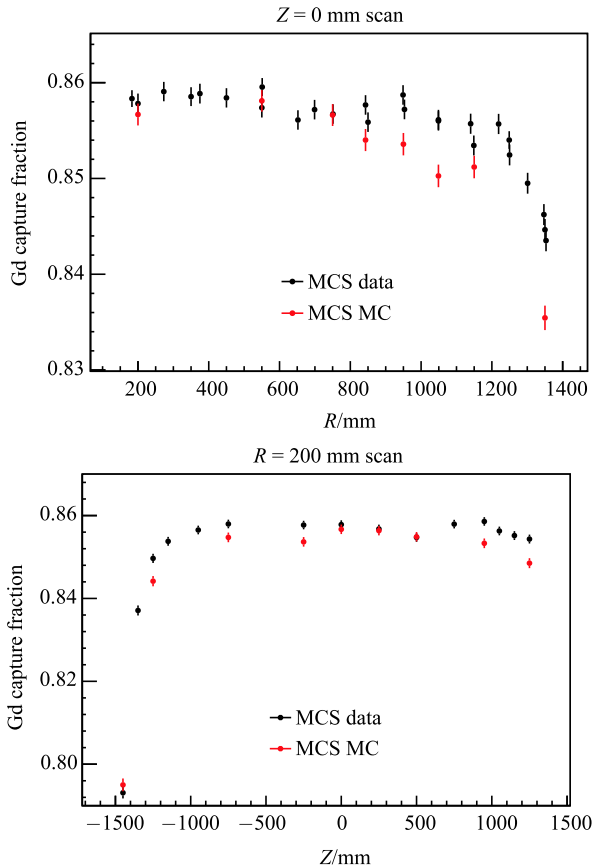 Z = 0 mm scan
Gd capture fraction
0.86
0.85
0.84
0.83
MCS data
MCS MC
200 400 600 800 1000 1200 1400
R/mm
R = 200 mm scan
Gd capture fraction
0.86
0.84
0.82
0.80
MCS data
MCS MC
−1500 −1000 −500 0 500 1000 1500
Z/mm